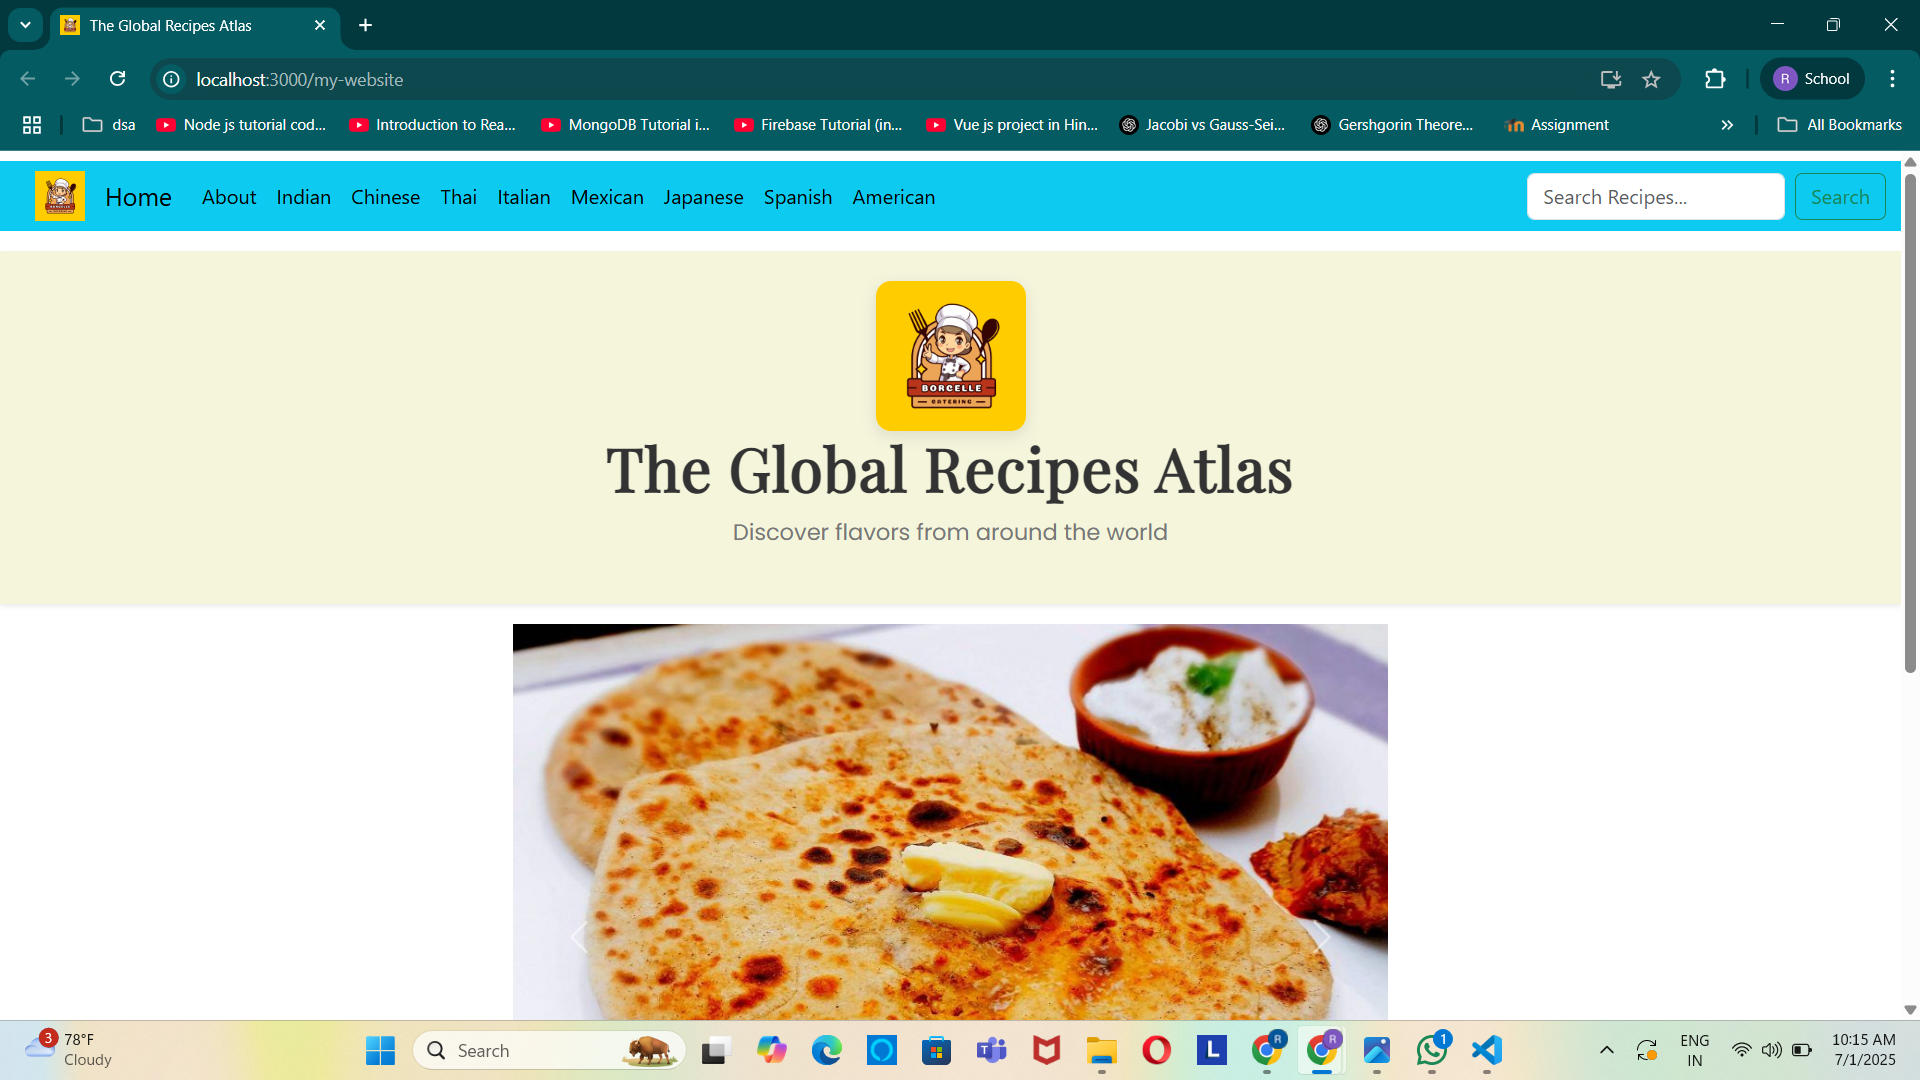 The Global Recipes Atlas
localhost:3000/my-website
R School
dsa
Node js tutorial cod...
Introduction to Rea...
MongoDB Tutorial i...
Firebase Tutorial (in...
Vue js project in Hin...
Jacobi vs Gauss-Sei...
Gershgorin Theore...
Assignment
All Bookmarks
Home About Indian Chinese Thai Italian Mexican Japanese Spanish American
Search Recipes...
Search
BORCELLE
CATERING
The Global Recipes Atlas
Discover flavors from around the world
3
78°F
Cloudy
Search
L
R
R
1
ENG
IN
10:15 AM
7/1/2025